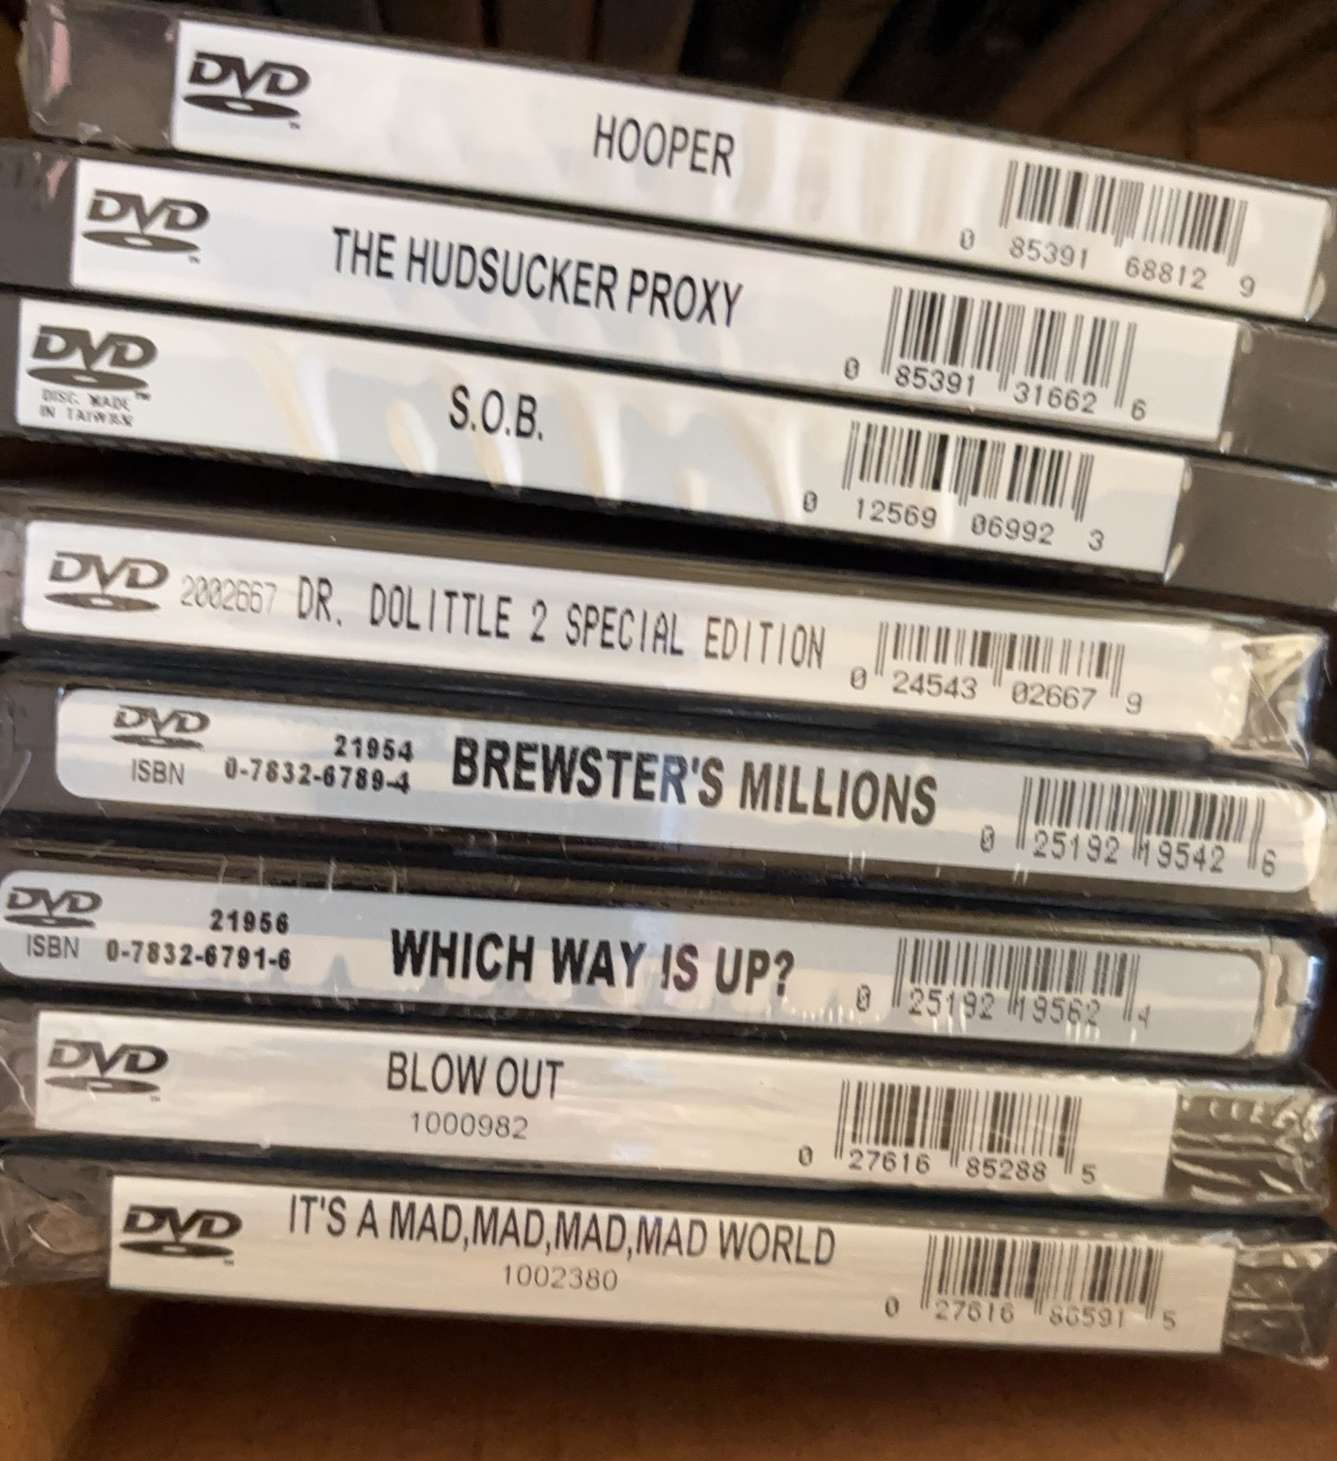 DVD
HOOPER
0 85391 68812 9
DVD
THE HUDSUCKER PROXY
0 85391 31662 6
DVD
DISC MADE
IN TAIWAN
S.O.B.
0 12569 06992 3
DVD 2002667 DR. DOLITTLE 2 SPECIAL EDITION
0 24543 02667 9
DVD
21954
ISBN 0-7832-6789-4
BREWSTER'S MILLIONS
0 25192 19542 6
DVD
21956
ISBN 0-7832-6791-6
WHICH WAY IS UP?
0 25192 19562 4
DVD
BLOW OUT
1000982
0 27616 85288 5
DVD
IT'S A MAD,MAD,MAD,MAD WORLD
1002380
0 27616 86591 5